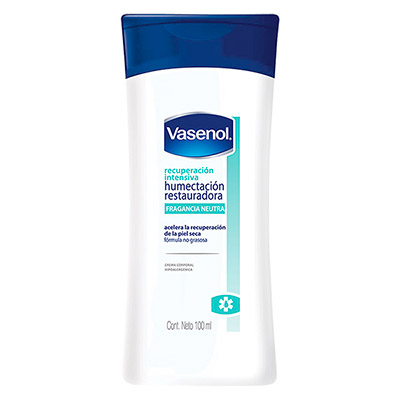 Vasenol.
recuperación
intensiva
humectación
restauradora
FRAGANCIA NEUTRA
acelera la recuperación
de la piel seca
fórmula no grasosa
CREMA CORPORAL
HIPOALERGÉNICA
Cont. Neto 100 ml